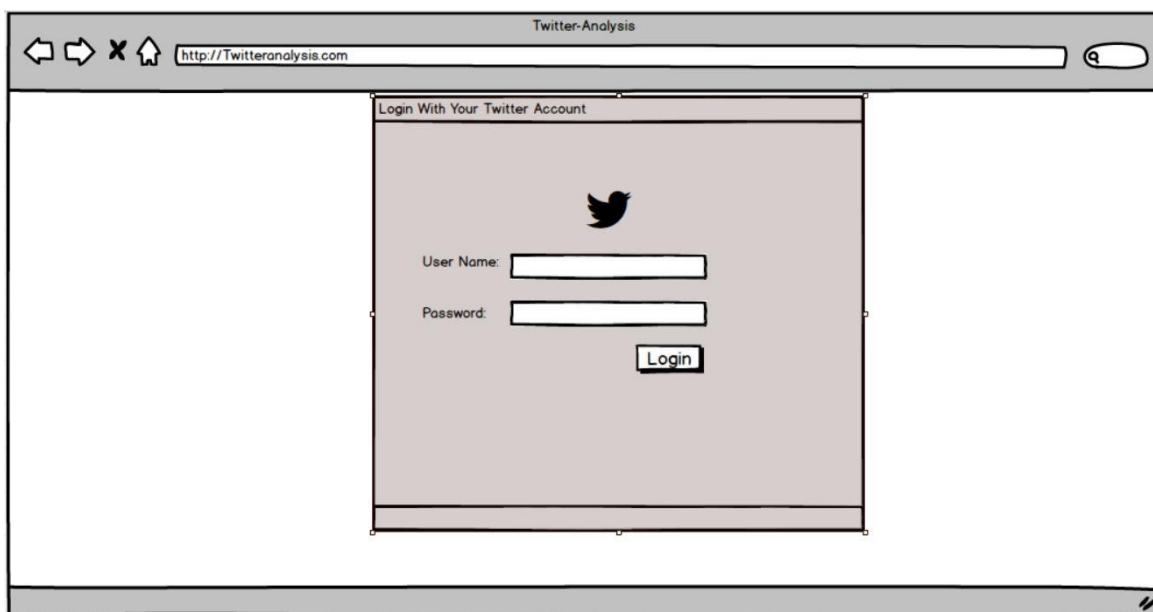 Twitter-Analysis
http://Twitteranalysis.com
Login With Your Twitter Account
User Name:
Password:
Login